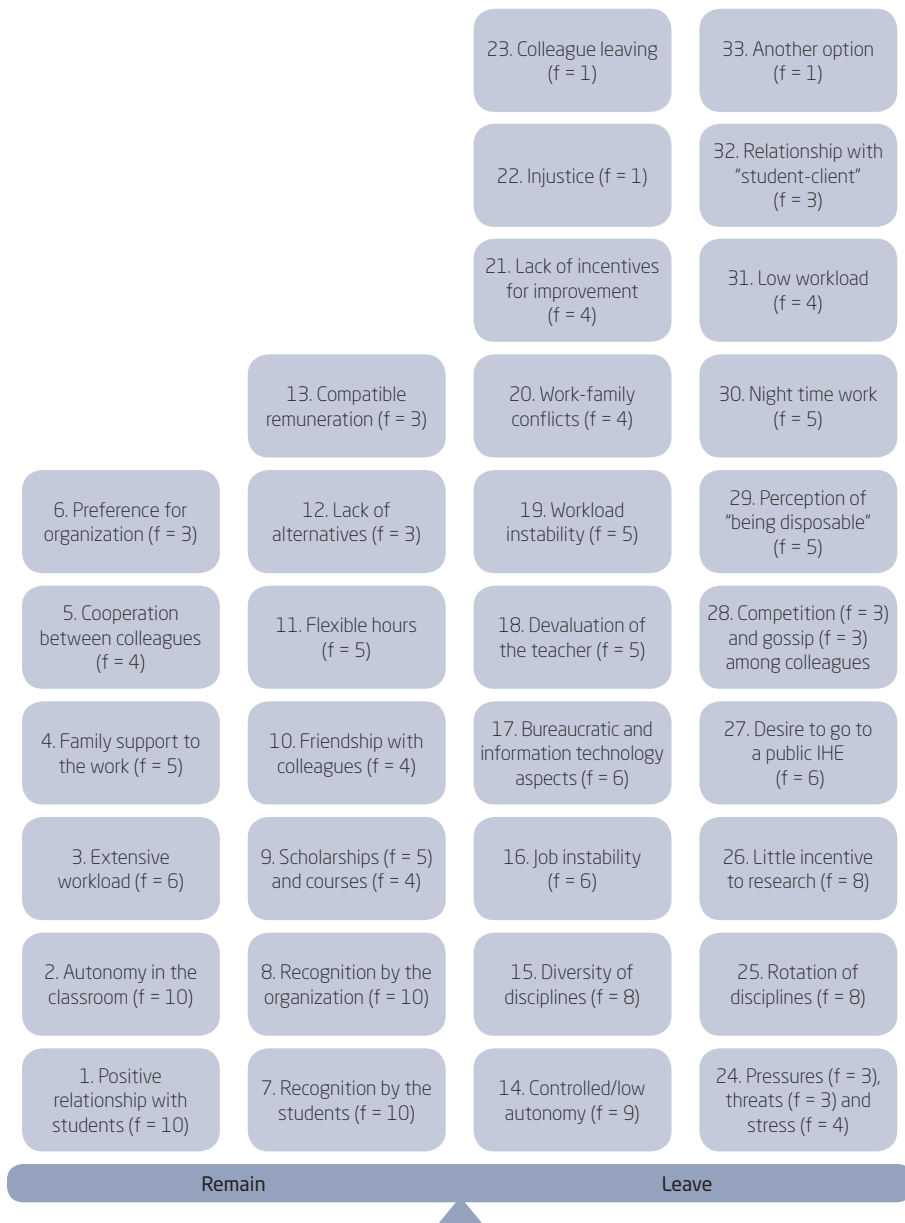 23. Colleague leaving
(f = 1)
33. Another option
(f = 1)
22. Injustice (f = 1)
32. Relationship with
“student-client”
(f = 3)
21. Lack of incentives
for improvement
(f = 4)
31. Low workload
(f = 4)
13. Compatible
remuneration (f = 3)
20. Work-family
conflicts (f = 4)
30. Night time work
(f = 5)
6. Preference for
organization (f = 3)
12. Lack of
alternatives (f = 3)
19. Workload
instability (f = 5)
29. Perception of
“being disposable”
(f = 5)
5. Cooperation
between colleagues
(f = 4)
11. Flexible hours
(f = 5)
18. Devaluation of
the teacher (f = 5)
28. Competition (f = 3)
and gossip (f = 3)
among colleagues
4. Family support to
the work (f = 5)
10. Friendship with
colleagues (f = 4)
17. Bureaucratic and
information technology
aspects (f = 6)
27. Desire to go to
a public IHE
(f = 6)
3. Extensive
workload (f = 6)
9. Scholarships (f = 5)
and courses (f = 4)
16. Job instability
(f = 6)
26. Little incentive
to research (f = 8)
2. Autonomy in the
classroom (f = 10)
8. Recognition by the
organization (f = 10)
15. Diversity of
disciplines (f = 8)
25. Rotation of
disciplines (f = 8)
1. Positive
relationship with
students (f = 10)
7. Recognition by the
students (f = 10)
14. Controlled/low
autonomy (f = 9)
24. Pressures (f = 3),
threats (f = 3) and
stress (f = 4)
Remain
Leave